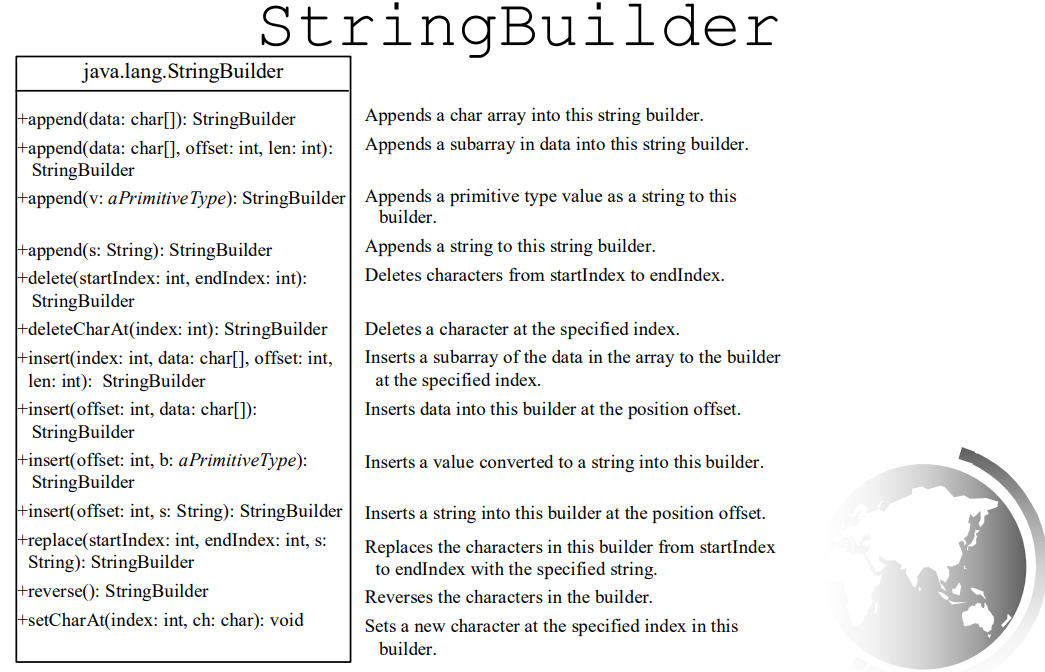 StringBuilder
java.lang.StringBuilder
+append(data: char[]): StringBuilder
Appends a char array into this string builder.
+append(data: char[], offset: int, len: int):
StringBuilder
Appends a subarray in data into this string builder.
+append(v: aPrimitiveType): StringBuilder
Appends a primitive type value as a string to this
builder.
+append(s: String): StringBuilder
Appends a string to this string builder.
+delete(startIndex: int, endIndex: int):
StringBuilder
Deletes characters from startIndex to endIndex.
+deleteCharAt(index: int): StringBuilder
Deletes a character at the specified index.
+insert(index: int, data: char[], offset: int,
len: int): StringBuilder
Inserts a subarray of the data in the array to the builder
at the specified index.
+insert(offset: int, data: char[]):
StringBuilder
Inserts data into this builder at the position offset.
+insert(offset: int, b: aPrimitiveType):
StringBuilder
Inserts a value converted to a string into this builder.
+insert(offset: int, s: String): StringBuilder
Inserts a string into this builder at the position offset.
+replace(startIndex: int, endIndex: int, s:
String): StringBuilder
Replaces the characters in this builder from startIndex
to endIndex with the specified string.
+reverse(): StringBuilder
Reverses the characters in the builder.
+setCharAt(index: int, ch: char): void
Sets a new character at the specified index in this
builder.